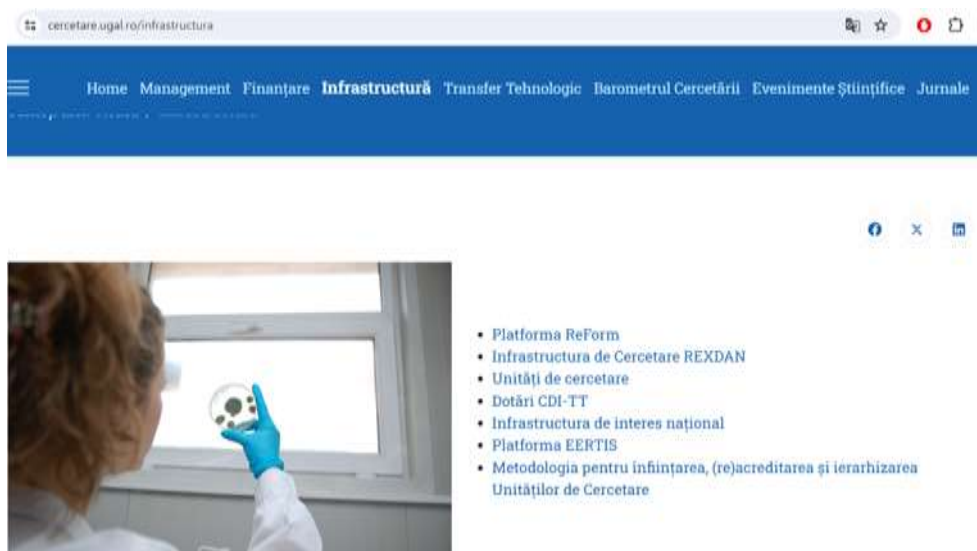 cercetare.ugal.ro/infrastructura
Home Management Finanțare Infrastructură Transfer Tehnologic Barometrul Cercetării Evenimente Științifice Jurnale
Platforma ReForm
Infrastructura de Cercetare REXDAN
Unități de cercetare
Dotări CDI-TT
Infrastructura de interes național
Platforma EERTIS
Metodologia pentru înființarea, (re)acreditarea și ierarhizarea
Unităților de Cercetare